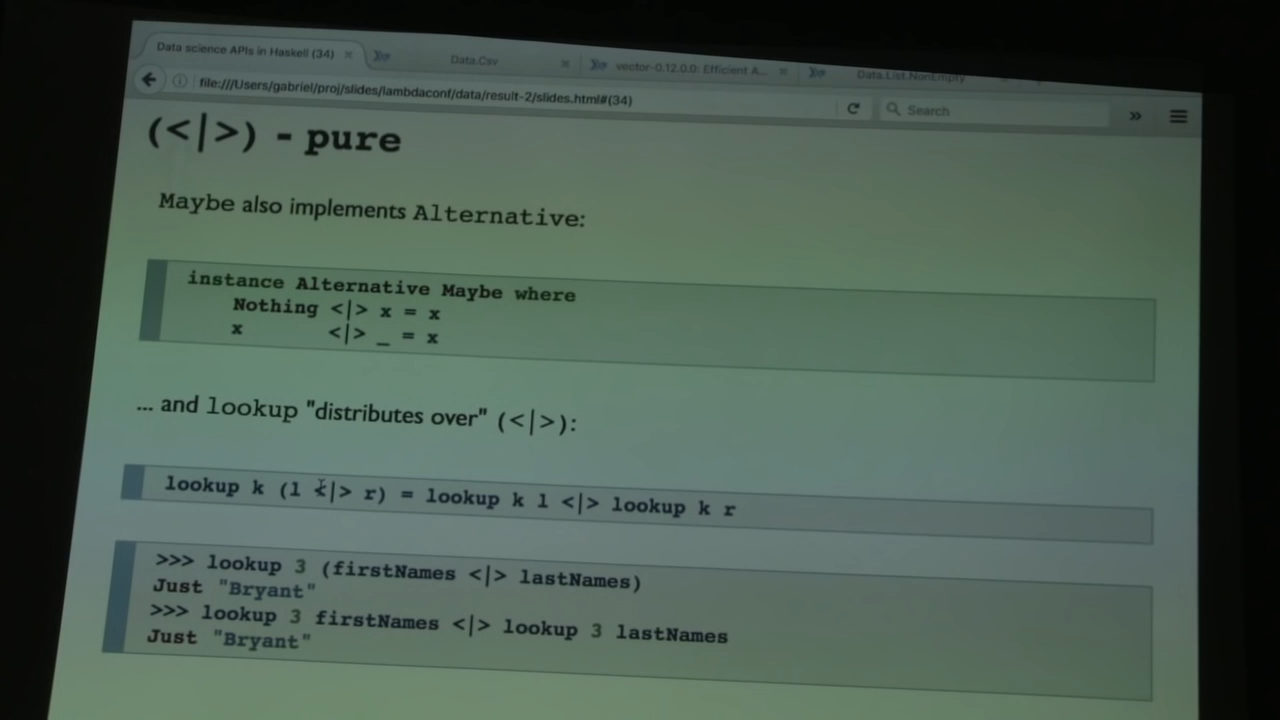 Data science APIs in Haskell (34)
Data.Csv
vector-0.12.0.0: Efficient A...
Data.List.NonEmpty
file:///Users/gabriel/proj/slides/lambdaconf/data/result-2/slides.html#(34)
Search
(<|>) - pure
Maybe also implements Alternative:
instance Alternative Maybe where
Nothing <|> x = x
x <|> _ = x
... and lookup "distributes over" (<|>):
lookup k (l <|> r) = lookup k l <|> lookup k r
>>> lookup 3 (firstNames <|> lastNames)
Just "Bryant"
>>> lookup 3 firstNames <|> lookup 3 lastNames
Just "Bryant"